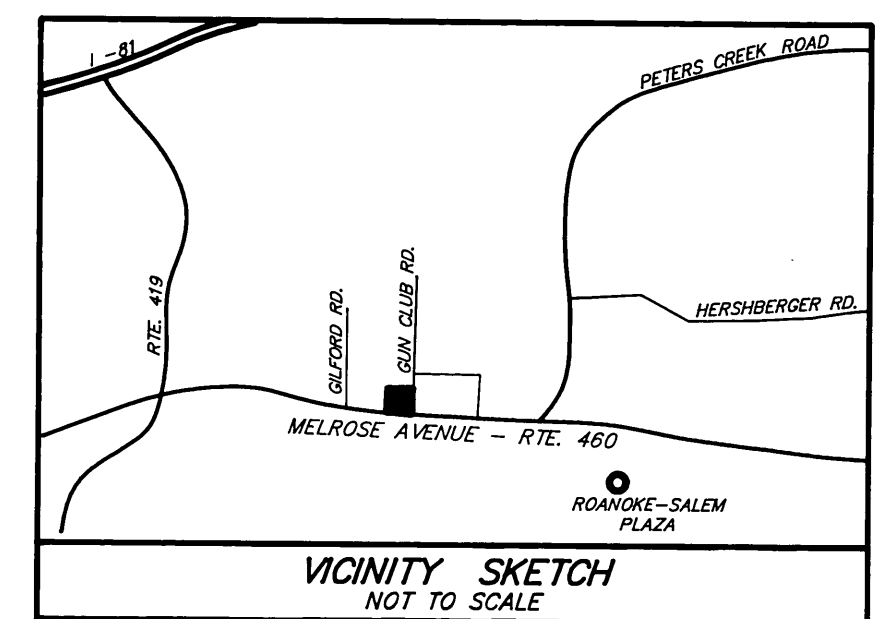 I-81
PETERS CREEK ROAD
RTE. 419
GILFORD RD.
GUN CLUB RD.
HERSHBERGER RD.
MELROSE AVENUE - RTE. 460
ROANOKE-SALEM
PLAZA
VICINITY SKETCH
NOT TO SCALE